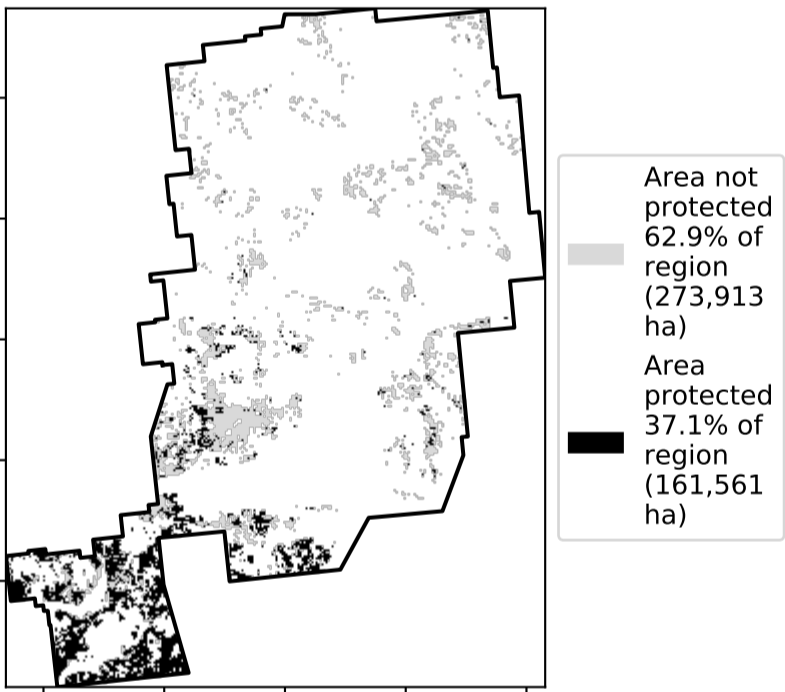 Area not
protected
62.9% of
region
(273,913
ha)
Area
protected
37.1% of
region
(161,561
ha)